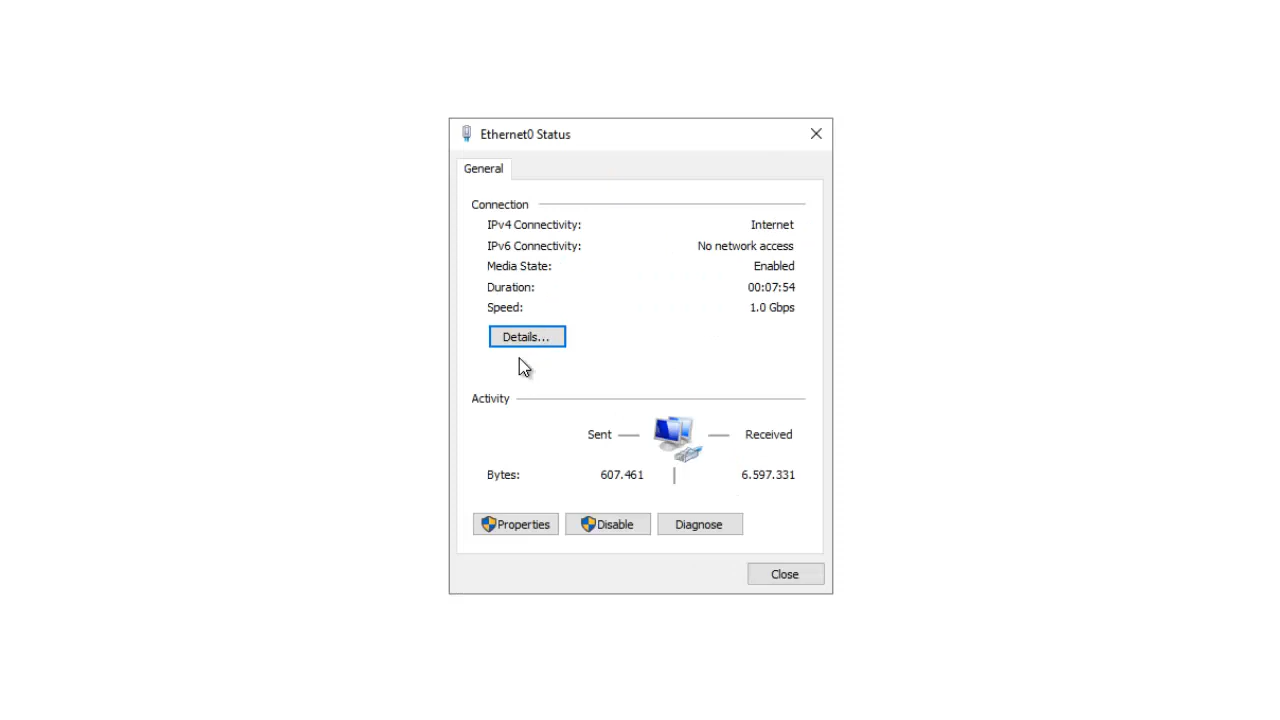 Ethernet0 Status
General
Connection
IPv4 Connectivity: Internet
IPv6 Connectivity: No network access
Media State: Enabled
Duration: 00:07:54
Speed: 1.0 Gbps
Details...
Activity
Sent Received
Bytes: 607.461 6.597.331
Properties Disable Diagnose
Close